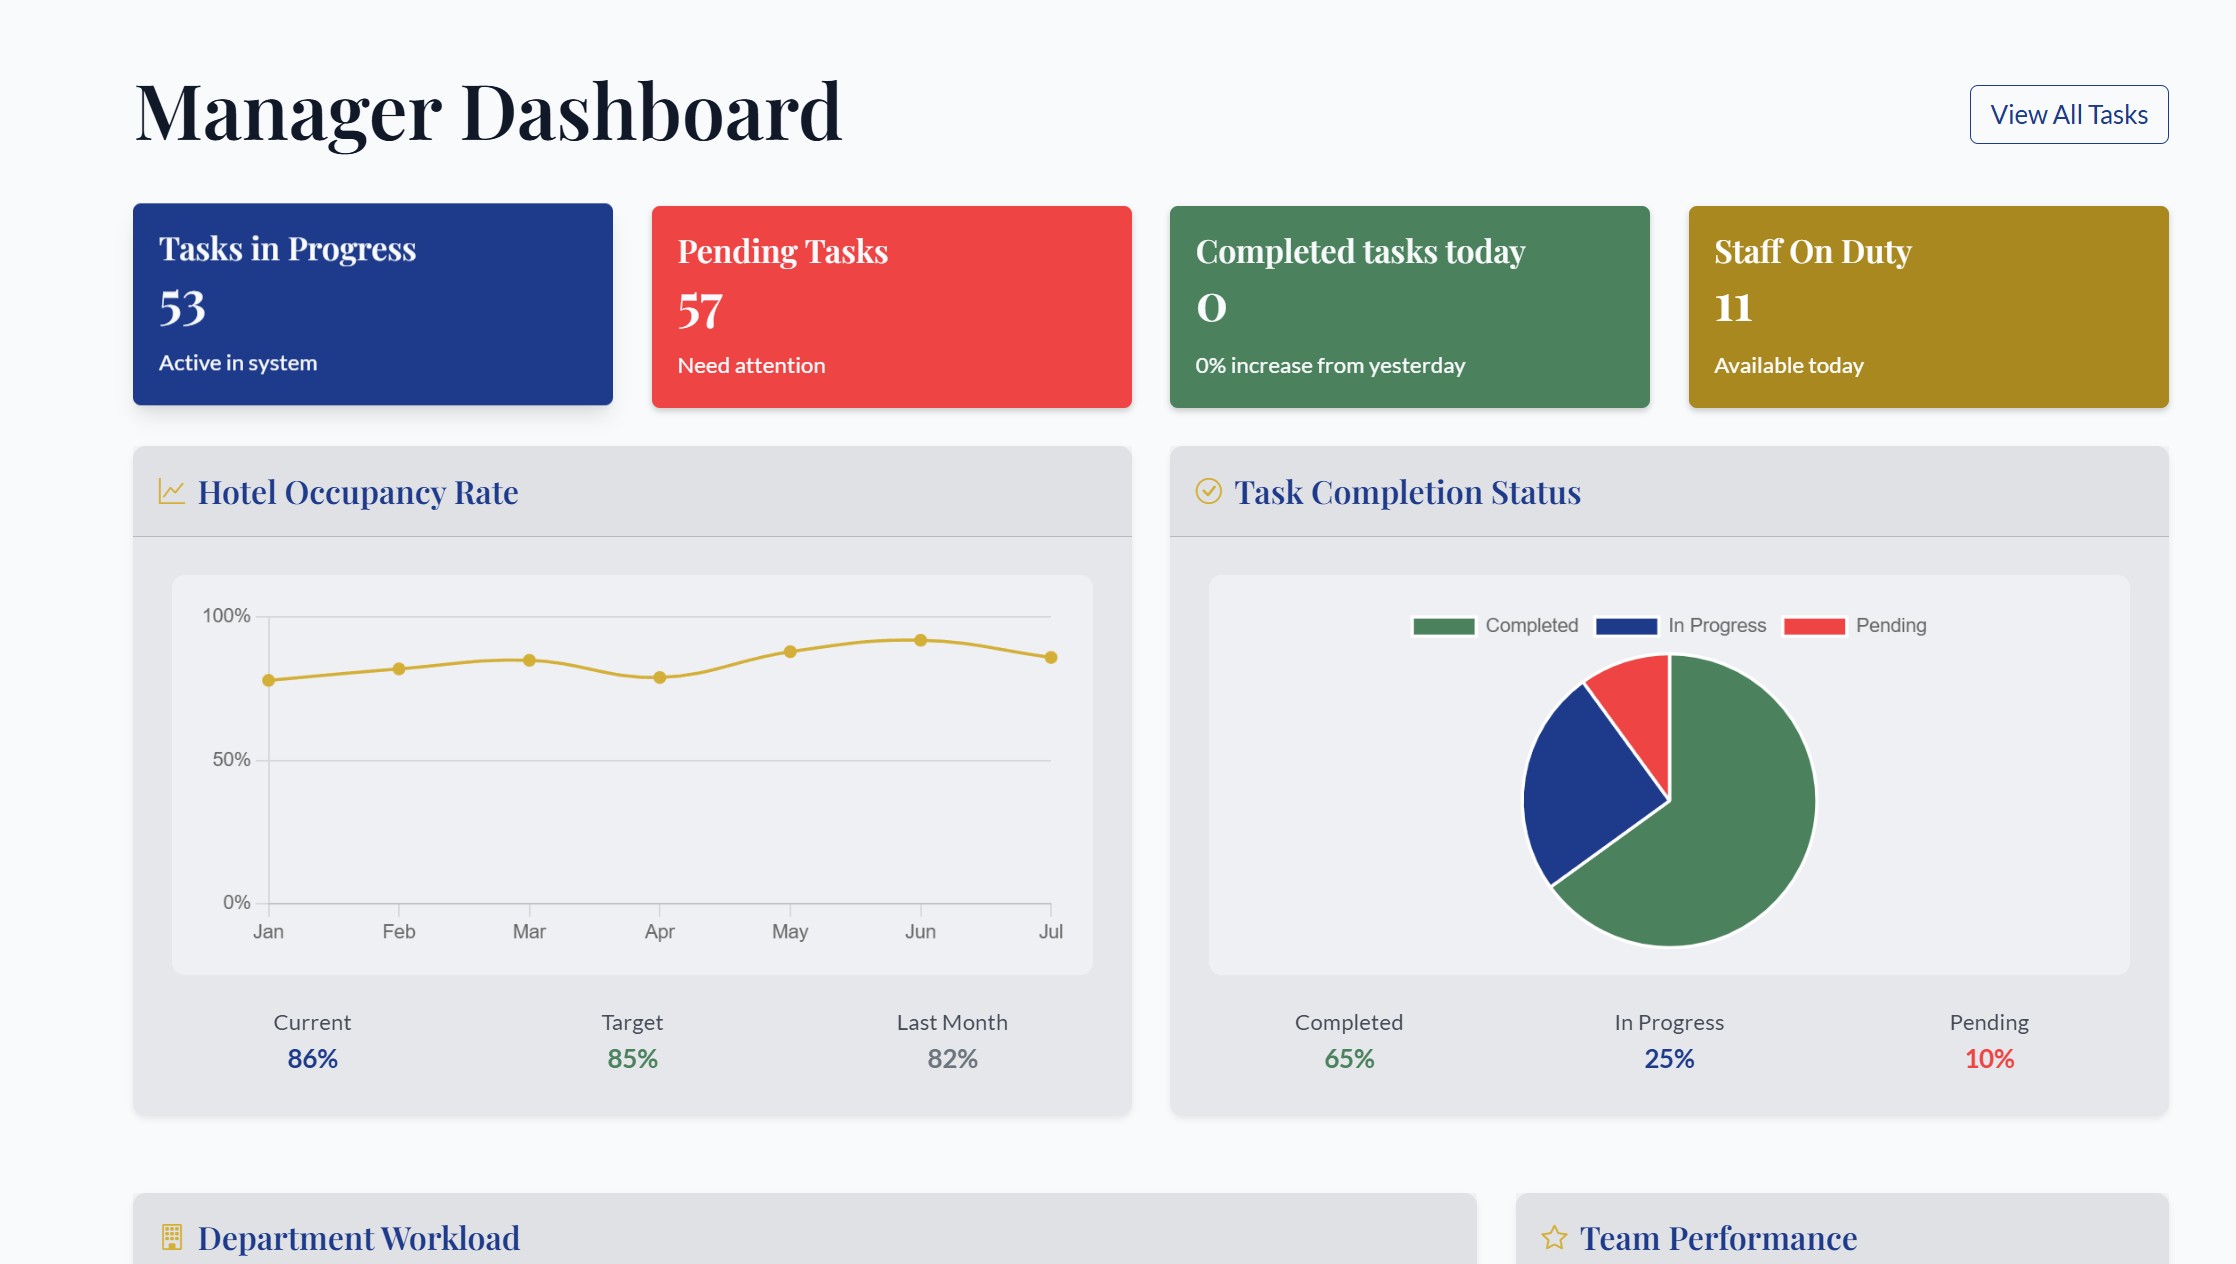 Manager Dashboard
View All Tasks
Tasks in Progress
53
Active in system
Pending Tasks
57
Need attention
Completed tasks today
0
0% increase from yesterday
Staff On Duty
11
Available today
Hotel Occupancy Rate
100%
50%
0%
Jan Feb Mar Apr May Jun Jul
Current Target Last Month
86% 85% 82%
Task Completion Status
Completed In Progress Pending
Completed In Progress Pending
65% 25% 10%
Department Workload
Team Performance